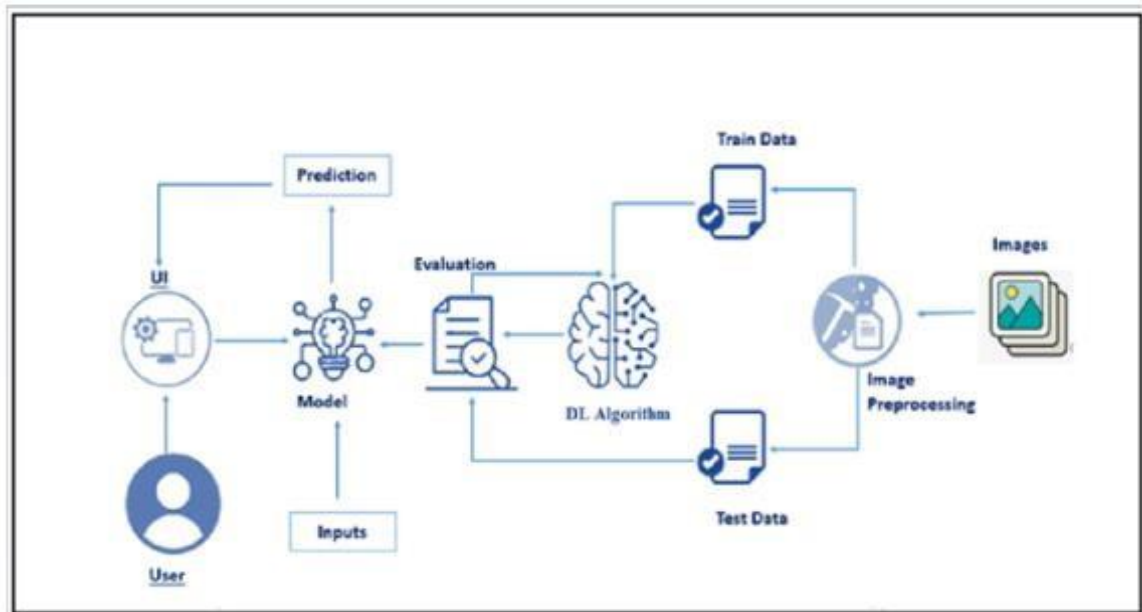 Train Data
Prediction
Images
Evaluation
UI
Image
Preprocessing
Model
DL Algorithm
Test Data
Inputs
User